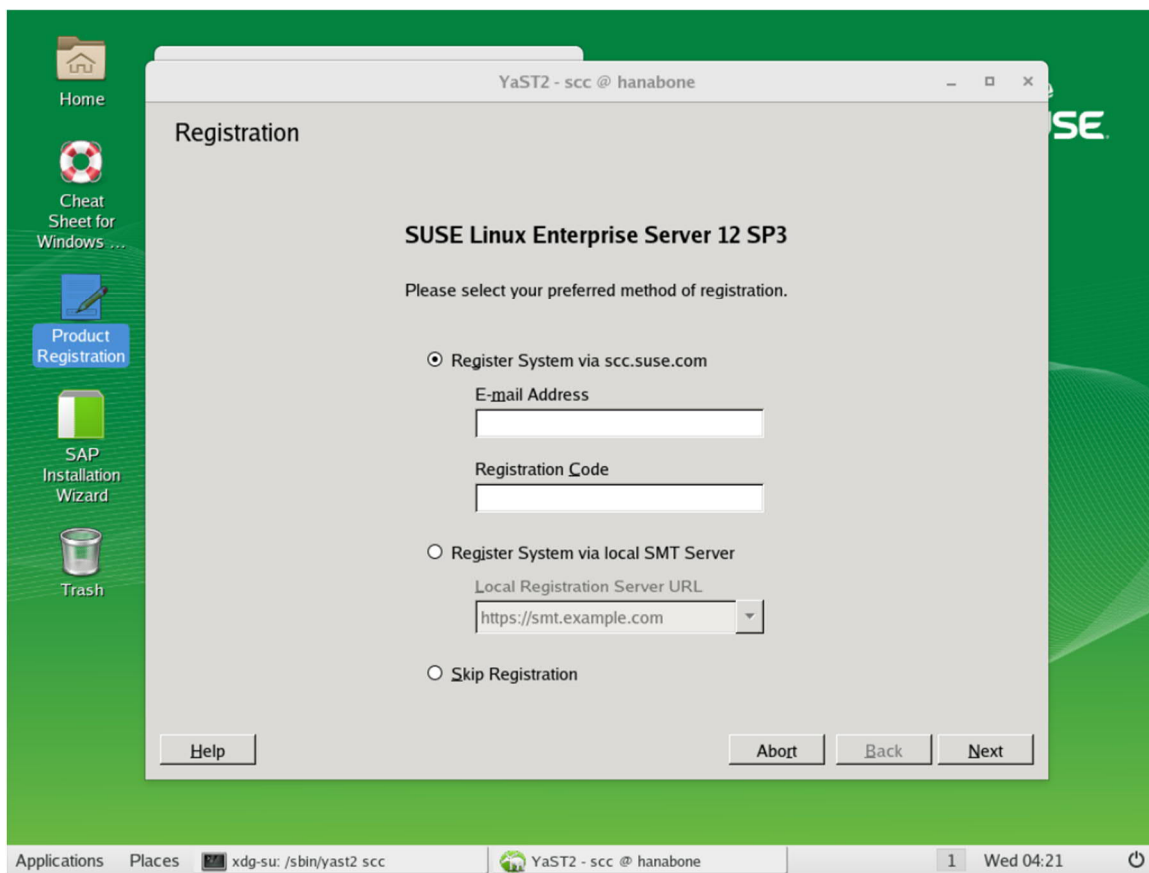 Home
Cheat
Sheet for
Windows ...
Product
Registration
SAP
Installation
Wizard
Trash
YaST2 - scc @ hanabone
Registration
SUSE Linux Enterprise Server 12 SP3
Please select your preferred method of registration.
Register System via scc.suse.com
E-mail Address
Registration Code
Register System via local SMT Server
Local Registration Server URL
https://smt.example.com
Skip Registration
Help
Abort
Back
Next
Applications Places xdg-su: /sbin/yast2 scc YaST2 - scc @ hanabone 1 Wed 04:21